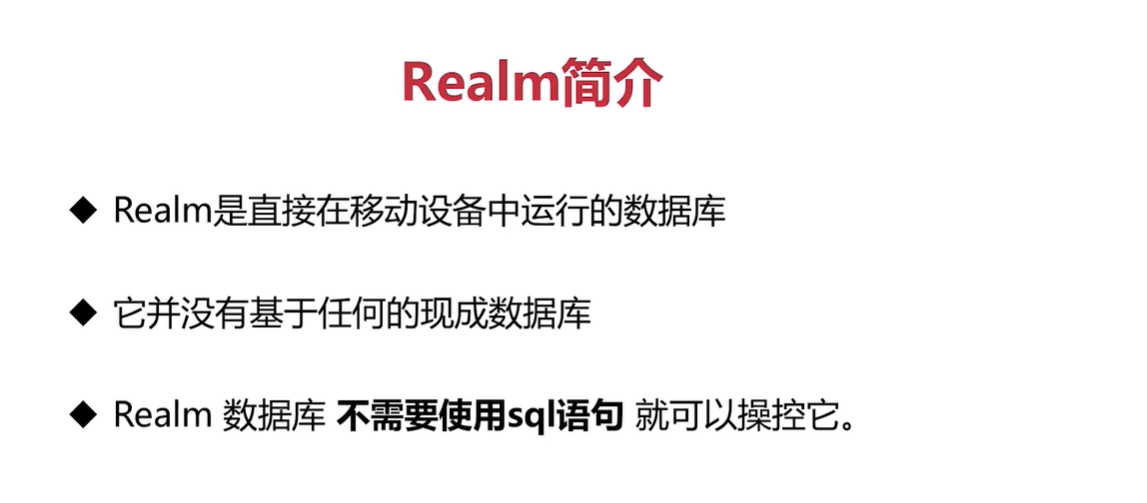 Realm简介
◆ Realm是直接在移动设备中运行的数据库
◆ 它并没有基于任何的现成数据库
◆ Realm 数据库 不需要使用sql语句 就可以操控它。